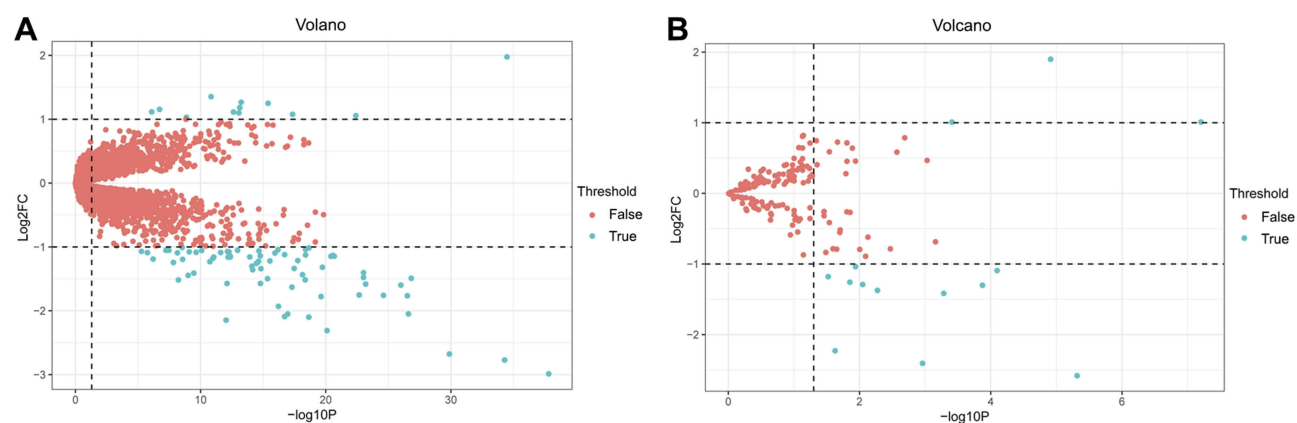 A
Volano
2
1
0
−1
−2
−3
Log2FC
0
10
20
30
−log10P
Threshold
False
True
B
Volcano
2
1
0
−1
−2
Log2FC
0
2
4
6
−log10P
Threshold
False
True